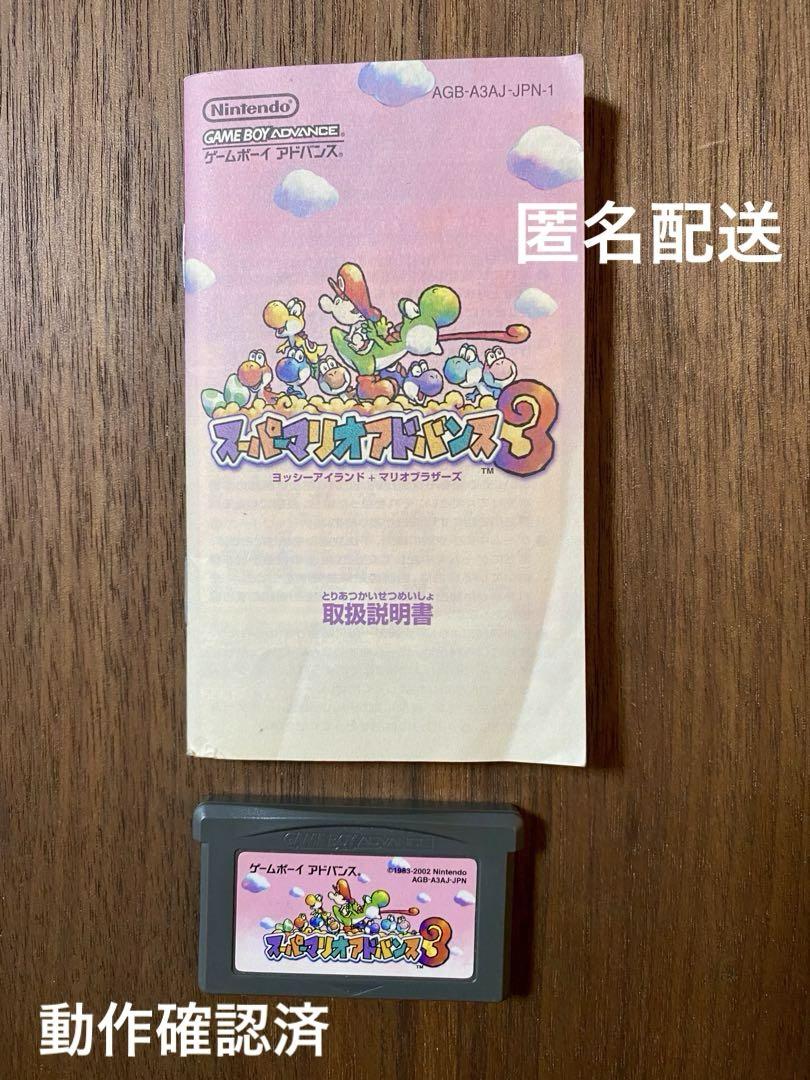 AGB-A3AJ-JPN-1
Nintendo
GAME BOY ADVANCE
ゲームボーイ アドバンス
匿名配送
スーパーマリオアドバンス3
TM
ヨッシーアイランド+マリオブラザーズ
とりあつかいせつめいしょ
取扱説明書
GAME BOY ADVANCE
ゲームボーイ アドバンス
©1983-2002 Nintendo
AGB-A3AJ-JPN
スーパーマリオアドバンス3
TM
動作確認済